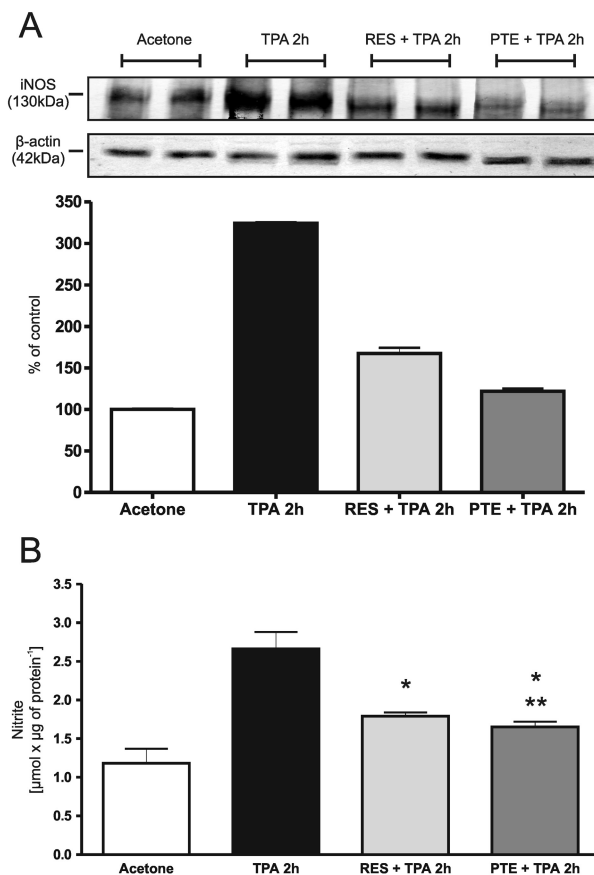 A
Acetone TPA 2h RES + TPA 2h PTE + TPA 2h
iNOS
(130kDa)
β-actin
(42kDa)
350
300
250
200
150
100
50
0
% of control
Acetone TPA 2h RES + TPA 2h PTE + TPA 2h
B
3.5
3.0
2.5
2.0
1.5
1.0
0.5
0.0
Nitrite
[μmol x μg of protein⁻¹]
*
*
**
Acetone TPA 2h RES + TPA 2h PTE + TPA 2h